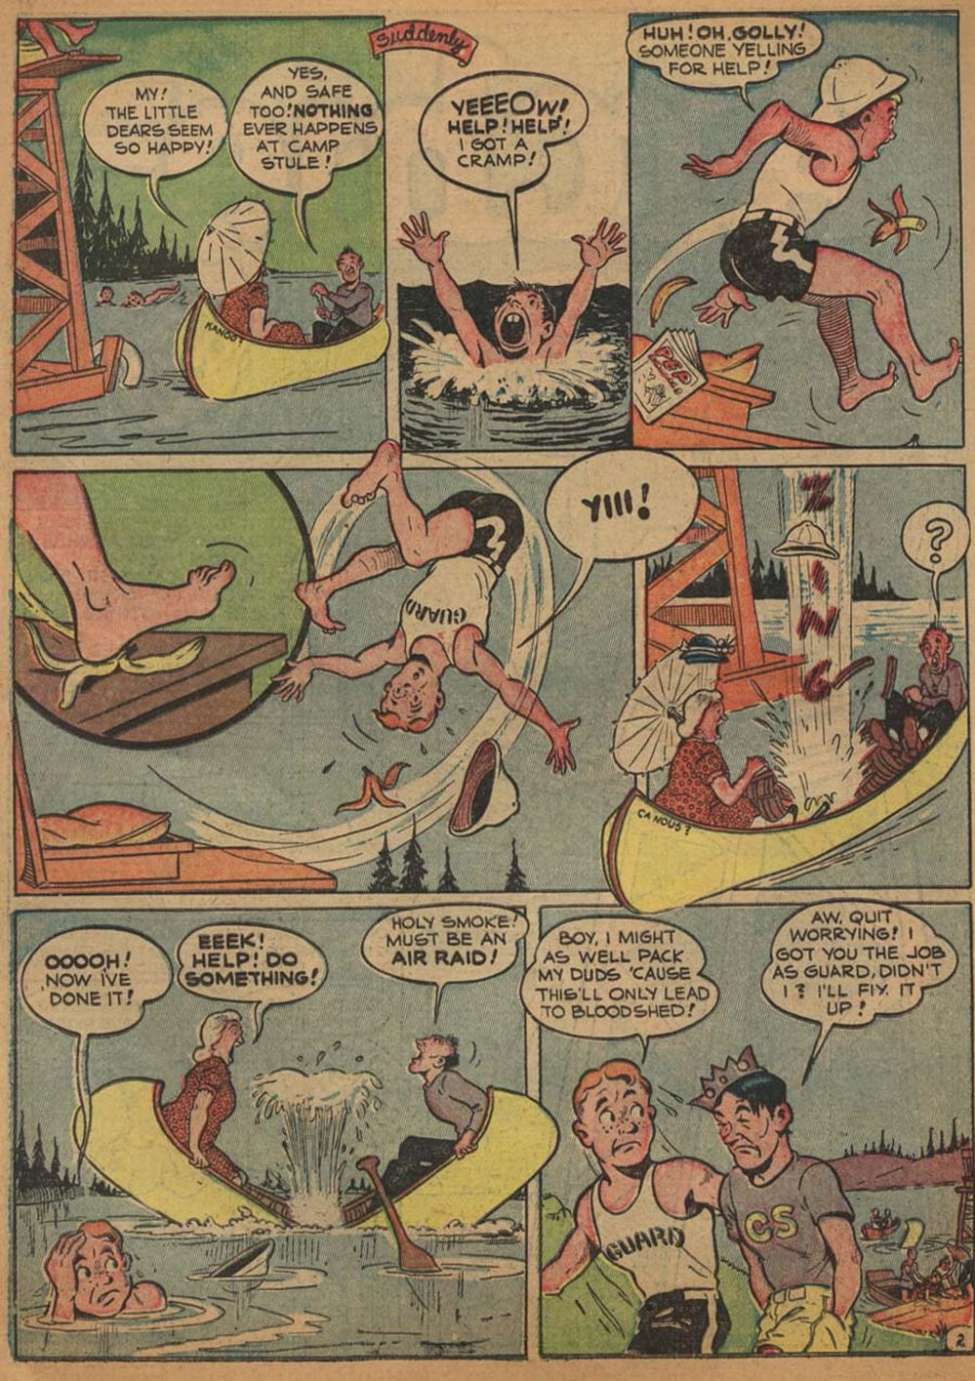 MY!
THE LITTLE
DEARS SEEM
SO HAPPY!
YES,
AND SAFE
TOO! NOTHING
EVER HAPPENS
AT CAMP
STULE!
KANOO?
Suddenly
YEEEOW!
HELP! HELP!
I GOT A
CRAMP!
HUH! OH, GOLLY!
SOMEONE YELLING
FOR HELP!
PEP
YIII!
GUARD
ZING
?
CANOUS?
OOOOH!
NOW I'VE
DONE IT!
EEEK!
HELP! DO
SOMETHING!
HOLY SMOKE!
MUST BE AN
AIR RAID!
BOY, I MIGHT
AS WELL PACK
MY DUDS 'CAUSE
THIS'LL ONLY LEAD
TO BLOODSHED!
AW, QUIT
WORRYING! I
GOT YOU THE JOB
AS GUARD, DIDN'T
I? I'LL FIX IT
UP!
GUARD
CS
2